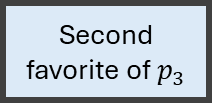 Second
favorite of p₃